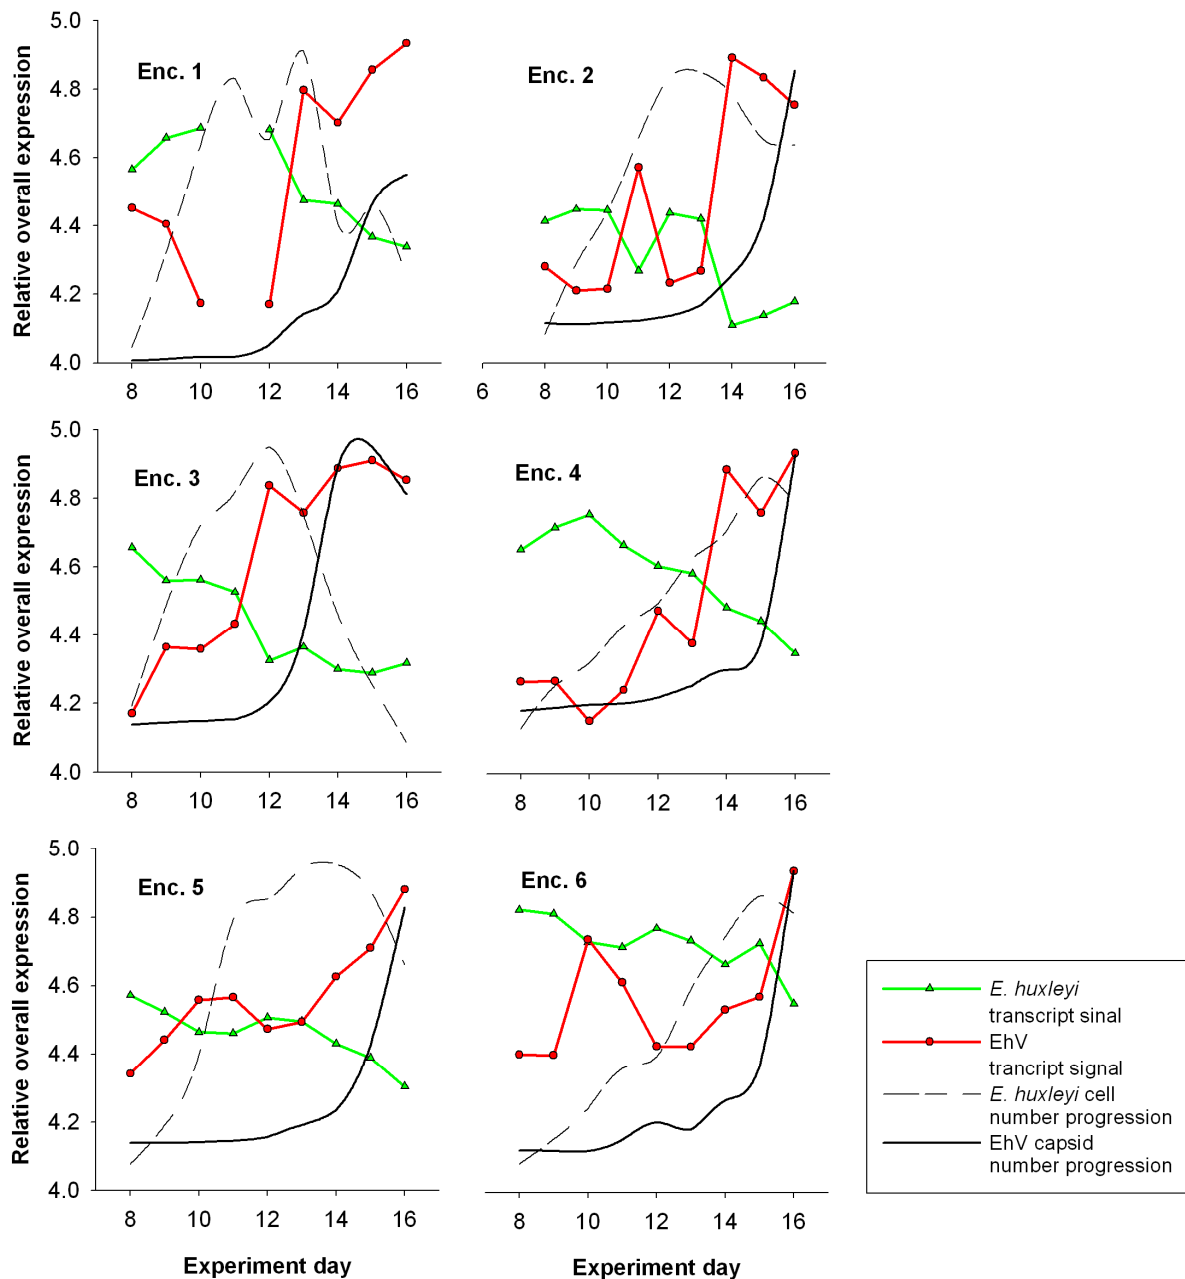 5.0
4.8
4.6
4.4
4.2
4.0
Relative overall expression
Enc. 1
8 10 12 14 16
Enc. 2
6 8 10 12 14 16
5.0
4.8
4.6
4.4
4.2
4.0
Relative overall expression
Enc. 3
8 10 12 14 16
Enc. 4
8 10 12 14 16
5.0
4.8
4.6
4.4
4.2
4.0
Relative overall expression
Enc. 5
8 10 12 14 16
Experiment day
Enc. 6
8 10 12 14 16
Experiment day
E. huxleyi
transcript sinal
EhV
trancript signal
E. huxleyi cell
number progression
EhV capsid
number progression